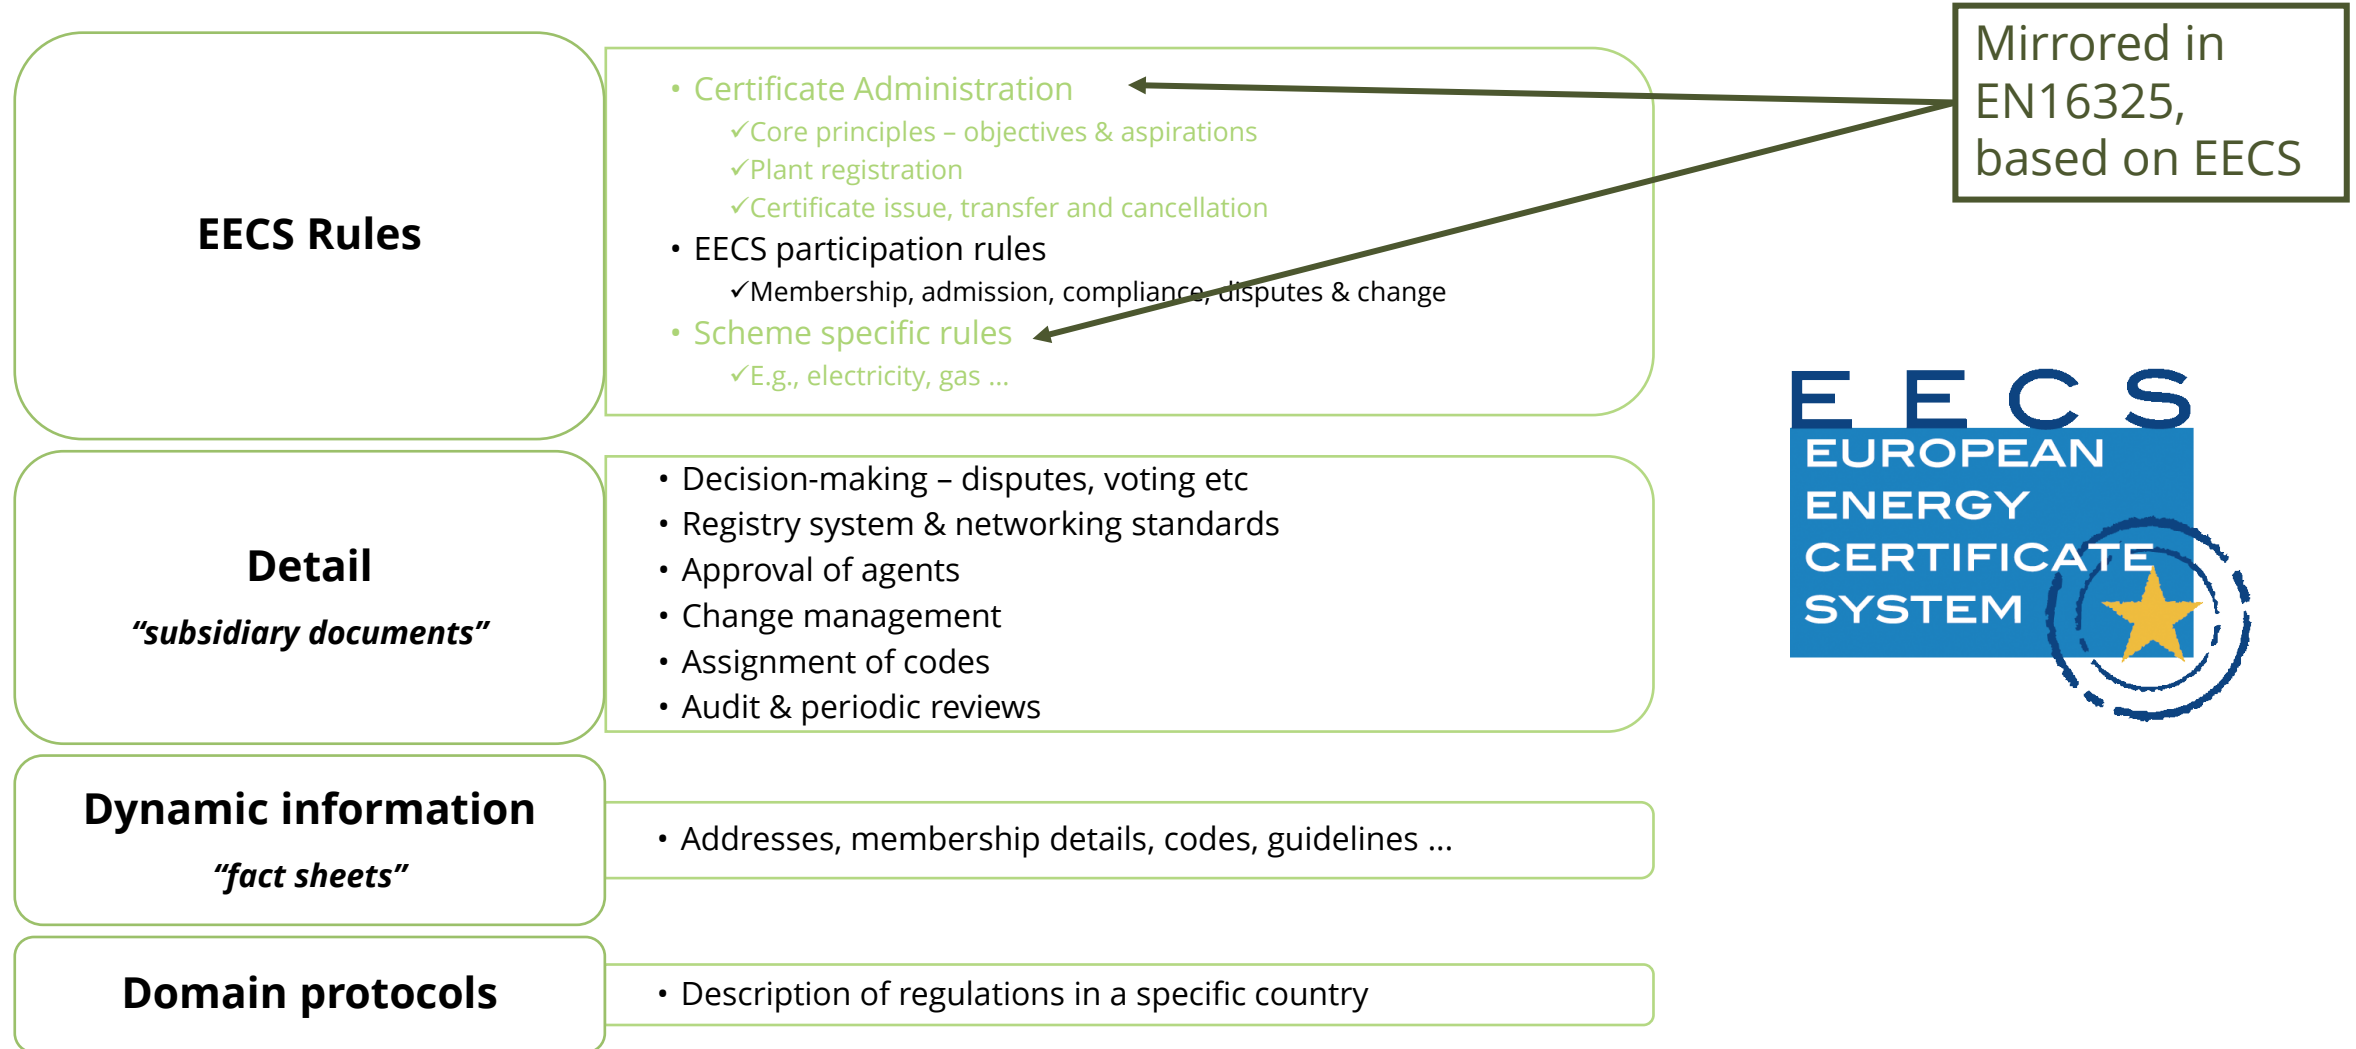 EECS Rules
• Certificate Administration
✓Core principles – objectives & aspirations
✓Plant registration
✓Certificate issue, transfer and cancellation
• EECS participation rules
✓Membership, admission, compliance, disputes & change
• Scheme specific rules
✓E.g., electricity, gas ...
Mirrored in
EN16325,
based on EECS
Detail
“subsidiary documents”
• Decision-making – disputes, voting etc
• Registry system & networking standards
• Approval of agents
• Change management
• Assignment of codes
• Audit & periodic reviews
EECS
EUROPEAN
ENERGY
CERTIFICATE
SYSTEM
Dynamic information
“fact sheets”
• Addresses, membership details, codes, guidelines ...
Domain protocols
• Description of regulations in a specific country